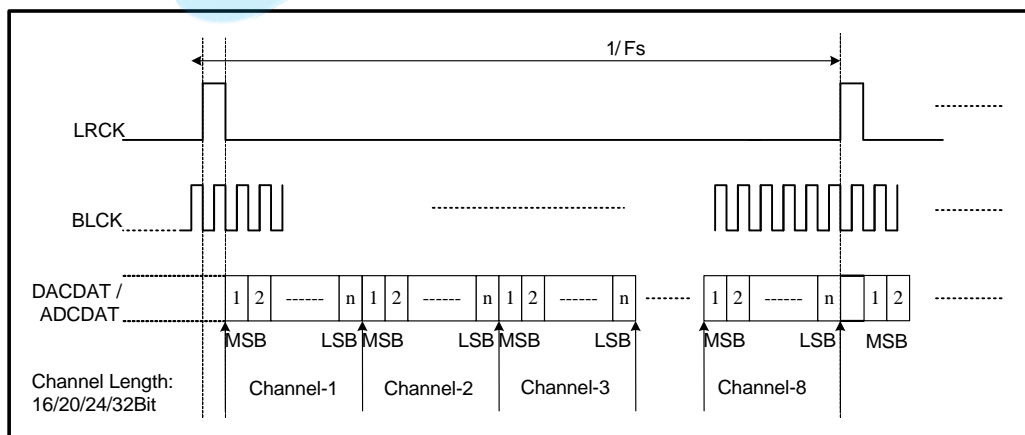 1/ Fs
LRCK
BLCK
DACDAT /
ADCDAT
1 2 ------ n 1 2 ------ n 1 2 ------ n 1 2 ------ n 1 2
MSB LSB MSB LSB MSB LSB MSB LSB MSB
Channel Length:
16/20/24/32Bit
Channel-1 Channel-2 Channel-3 Channel-8